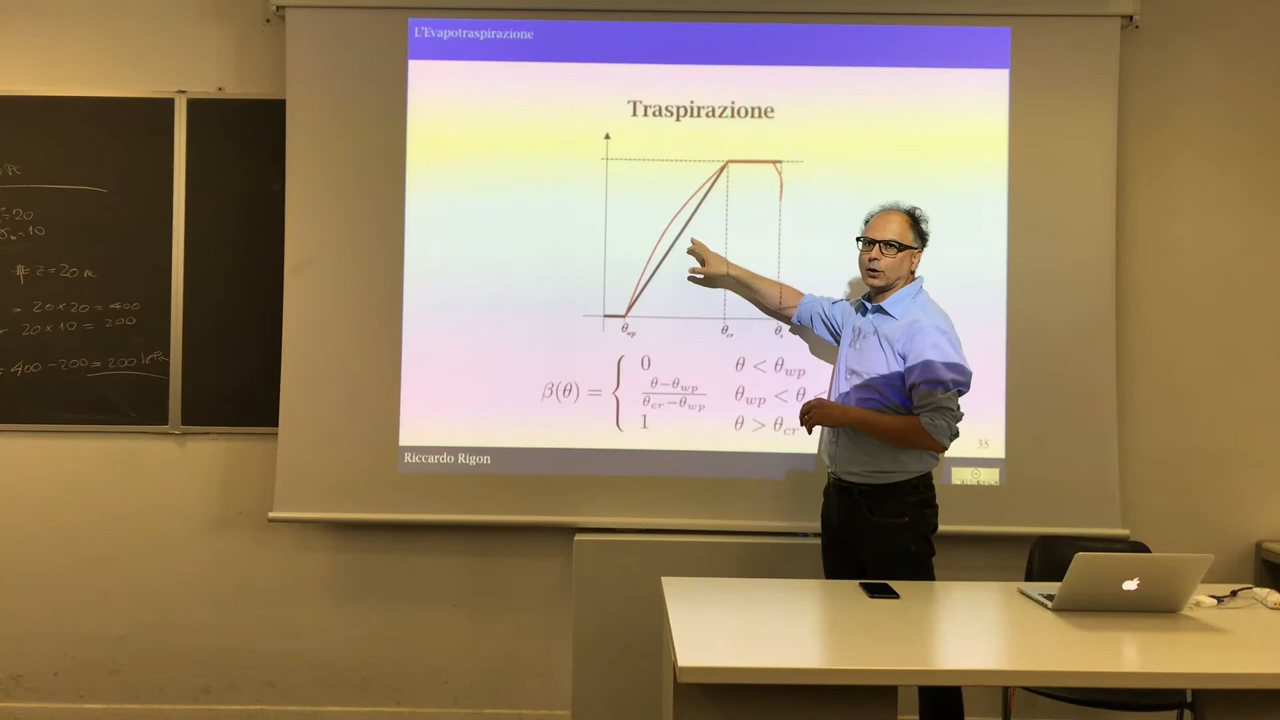 L'Evapotraspirazione
Traspirazione
θwp θcr θs
β(θ) = { 0 θ < θwp
θ−θwp / θcr−θwp θwp < θ
1 θ > θcr
35
Riccardo Rigon
=20
=10
z=20 m
= 20×20 = 400
20×10 = 200
= 400-200=200 kPa